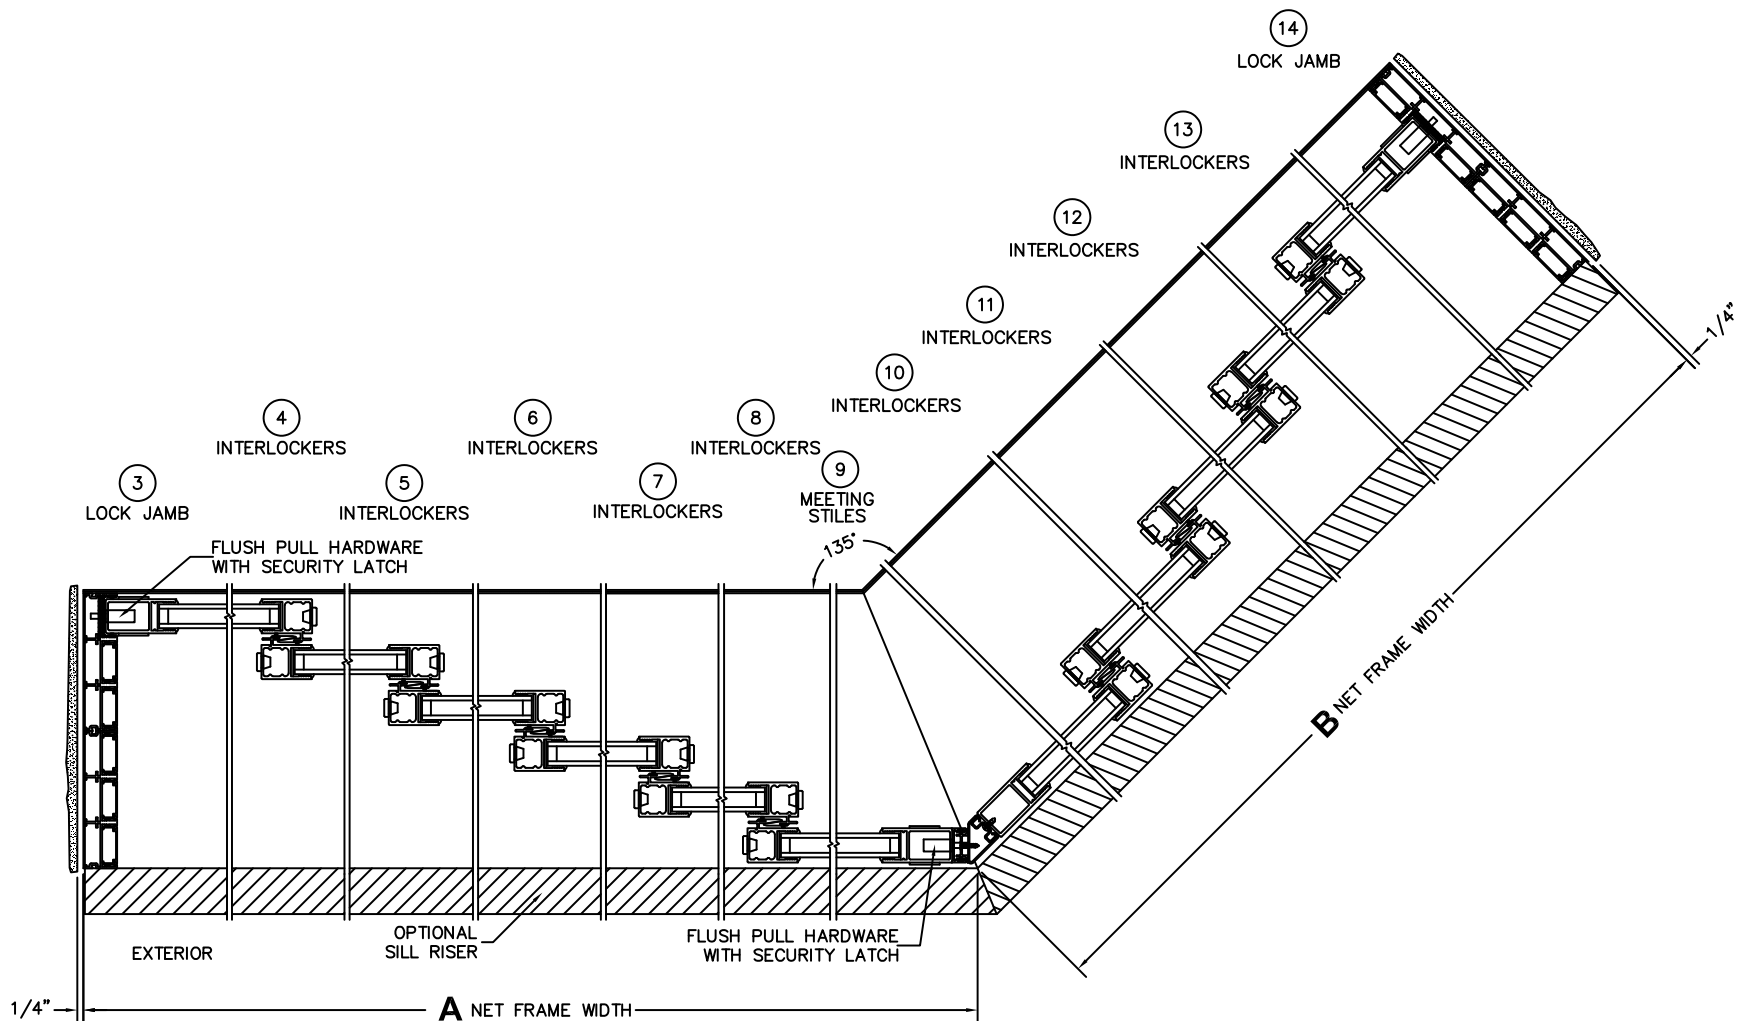 14
LOCK JAMB
13
INTERLOCKERS
12
INTERLOCKERS
11
INTERLOCKERS
10
INTERLOCKERS
4
INTERLOCKERS
6
INTERLOCKERS
8
INTERLOCKERS
3
LOCK JAMB
5
INTERLOCKERS
7
INTERLOCKERS
9
MEETING
STILES
135°
FLUSH PULL HARDWARE
WITH SECURITY LATCH
1/4"
B NET FRAME WIDTH
EXTERIOR
OPTIONAL
SILL RISER
FLUSH PULL HARDWARE
WITH SECURITY LATCH
1/4"
A NET FRAME WIDTH